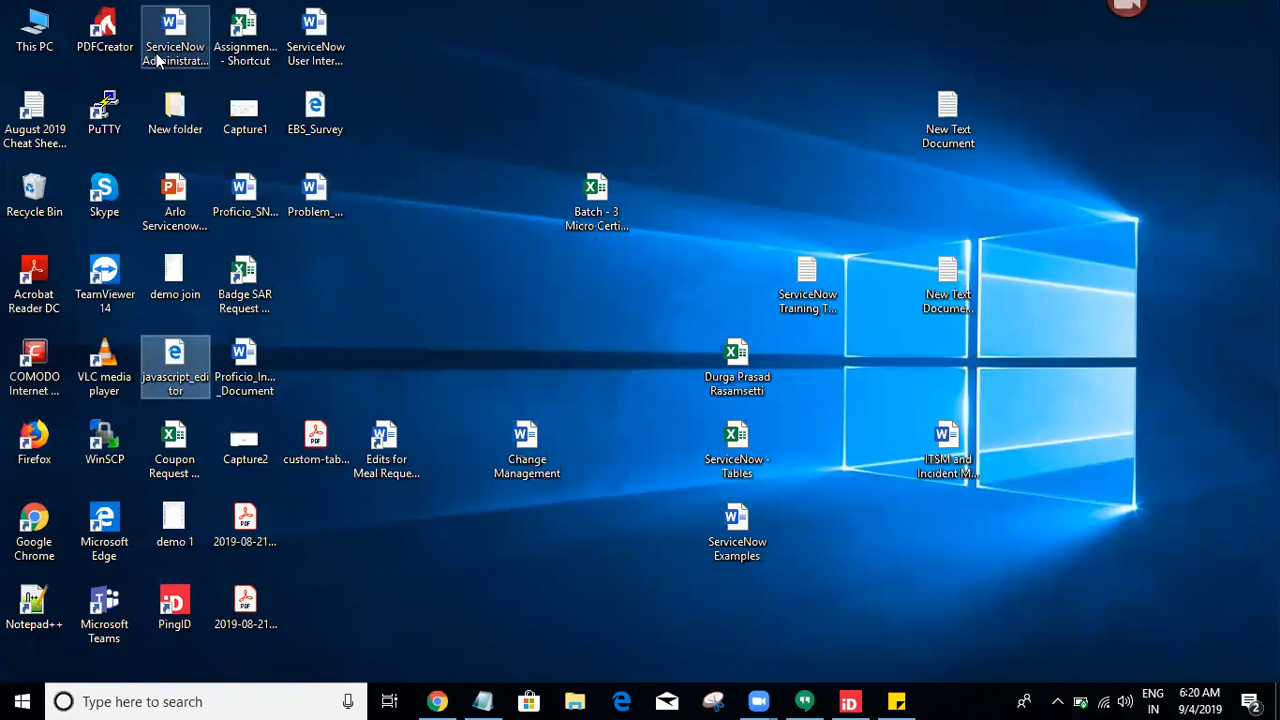 This PC
PDFCreator
ServiceNow
Administrat...
Assignmen...
- Shortcut
ServiceNow
User Inter...
August 2019
Cheat Shee...
PuTTY
New folder
Capture1
EBS_Survey
New Text
Document
Recycle Bin
Skype
Arlo
Servicenow...
Proficio_SN...
Problem_...
Batch - 3
Micro Certi...
Acrobat
Reader DC
TeamViewer
14
demo join
Badge SAR
Request ...
ServiceNow
Training T...
New Text
Docume...
COMODO
Internet ...
VLC media
player
javascript_edi
tor
Proficio_In...
_Document
Durga Prasad
Rasamsetti
Firefox
WinSCP
Coupon
Request ...
Capture2
custom-tab...
Edits for
Meal Reque...
Change
Management
ServiceNow -
Tables
ITSM and
Incident M...
Google
Chrome
Microsoft
Edge
demo 1
2019-08-21...
ServiceNow
Examples
Notepad++
Microsoft
Teams
PingID
2019-08-21...
Type here to search
ENG
IN
6:20 AM
9/4/2019
2